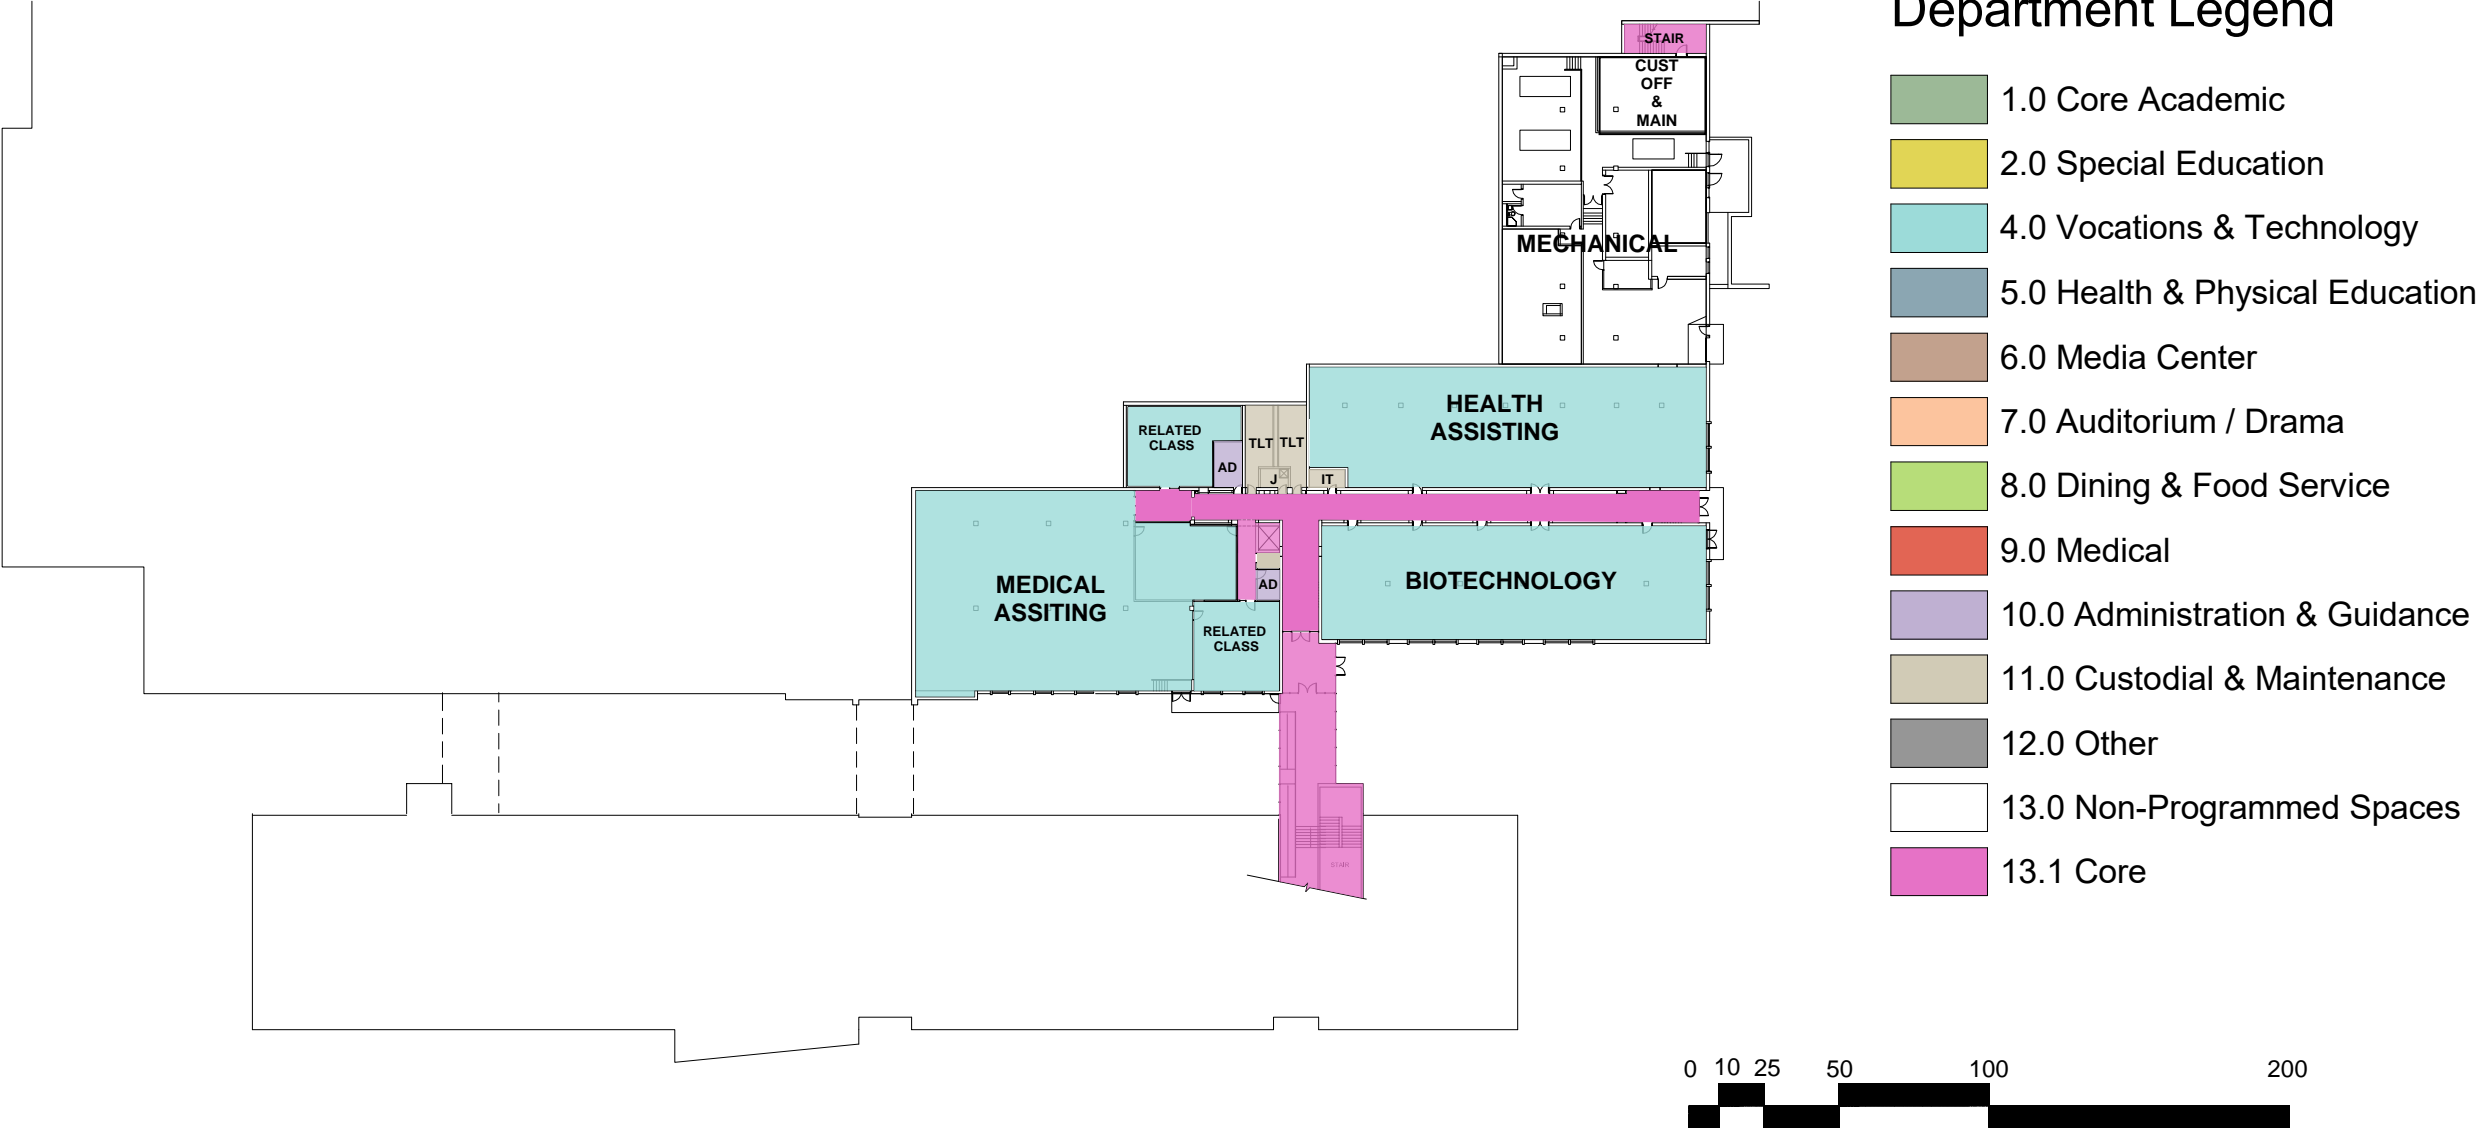 Department Legend
STAIR
CUST
OFF
&
MAIN
MECHANICAL
HEALTH
ASSISTING
RELATED
CLASS
AD
TLT
TLT
J
IT
MEDICAL
ASSITING
AD
RELATED
CLASS
BIOTECHNOLOGY
STAIR
1.0 Core Academic
2.0 Special Education
4.0 Vocations & Technology
5.0 Health & Physical Education
6.0 Media Center
7.0 Auditorium / Drama
8.0 Dining & Food Service
9.0 Medical
10.0 Administration & Guidance
11.0 Custodial & Maintenance
12.0 Other
13.0 Non-Programmed Spaces
13.1 Core
0 10 25 50 100 200